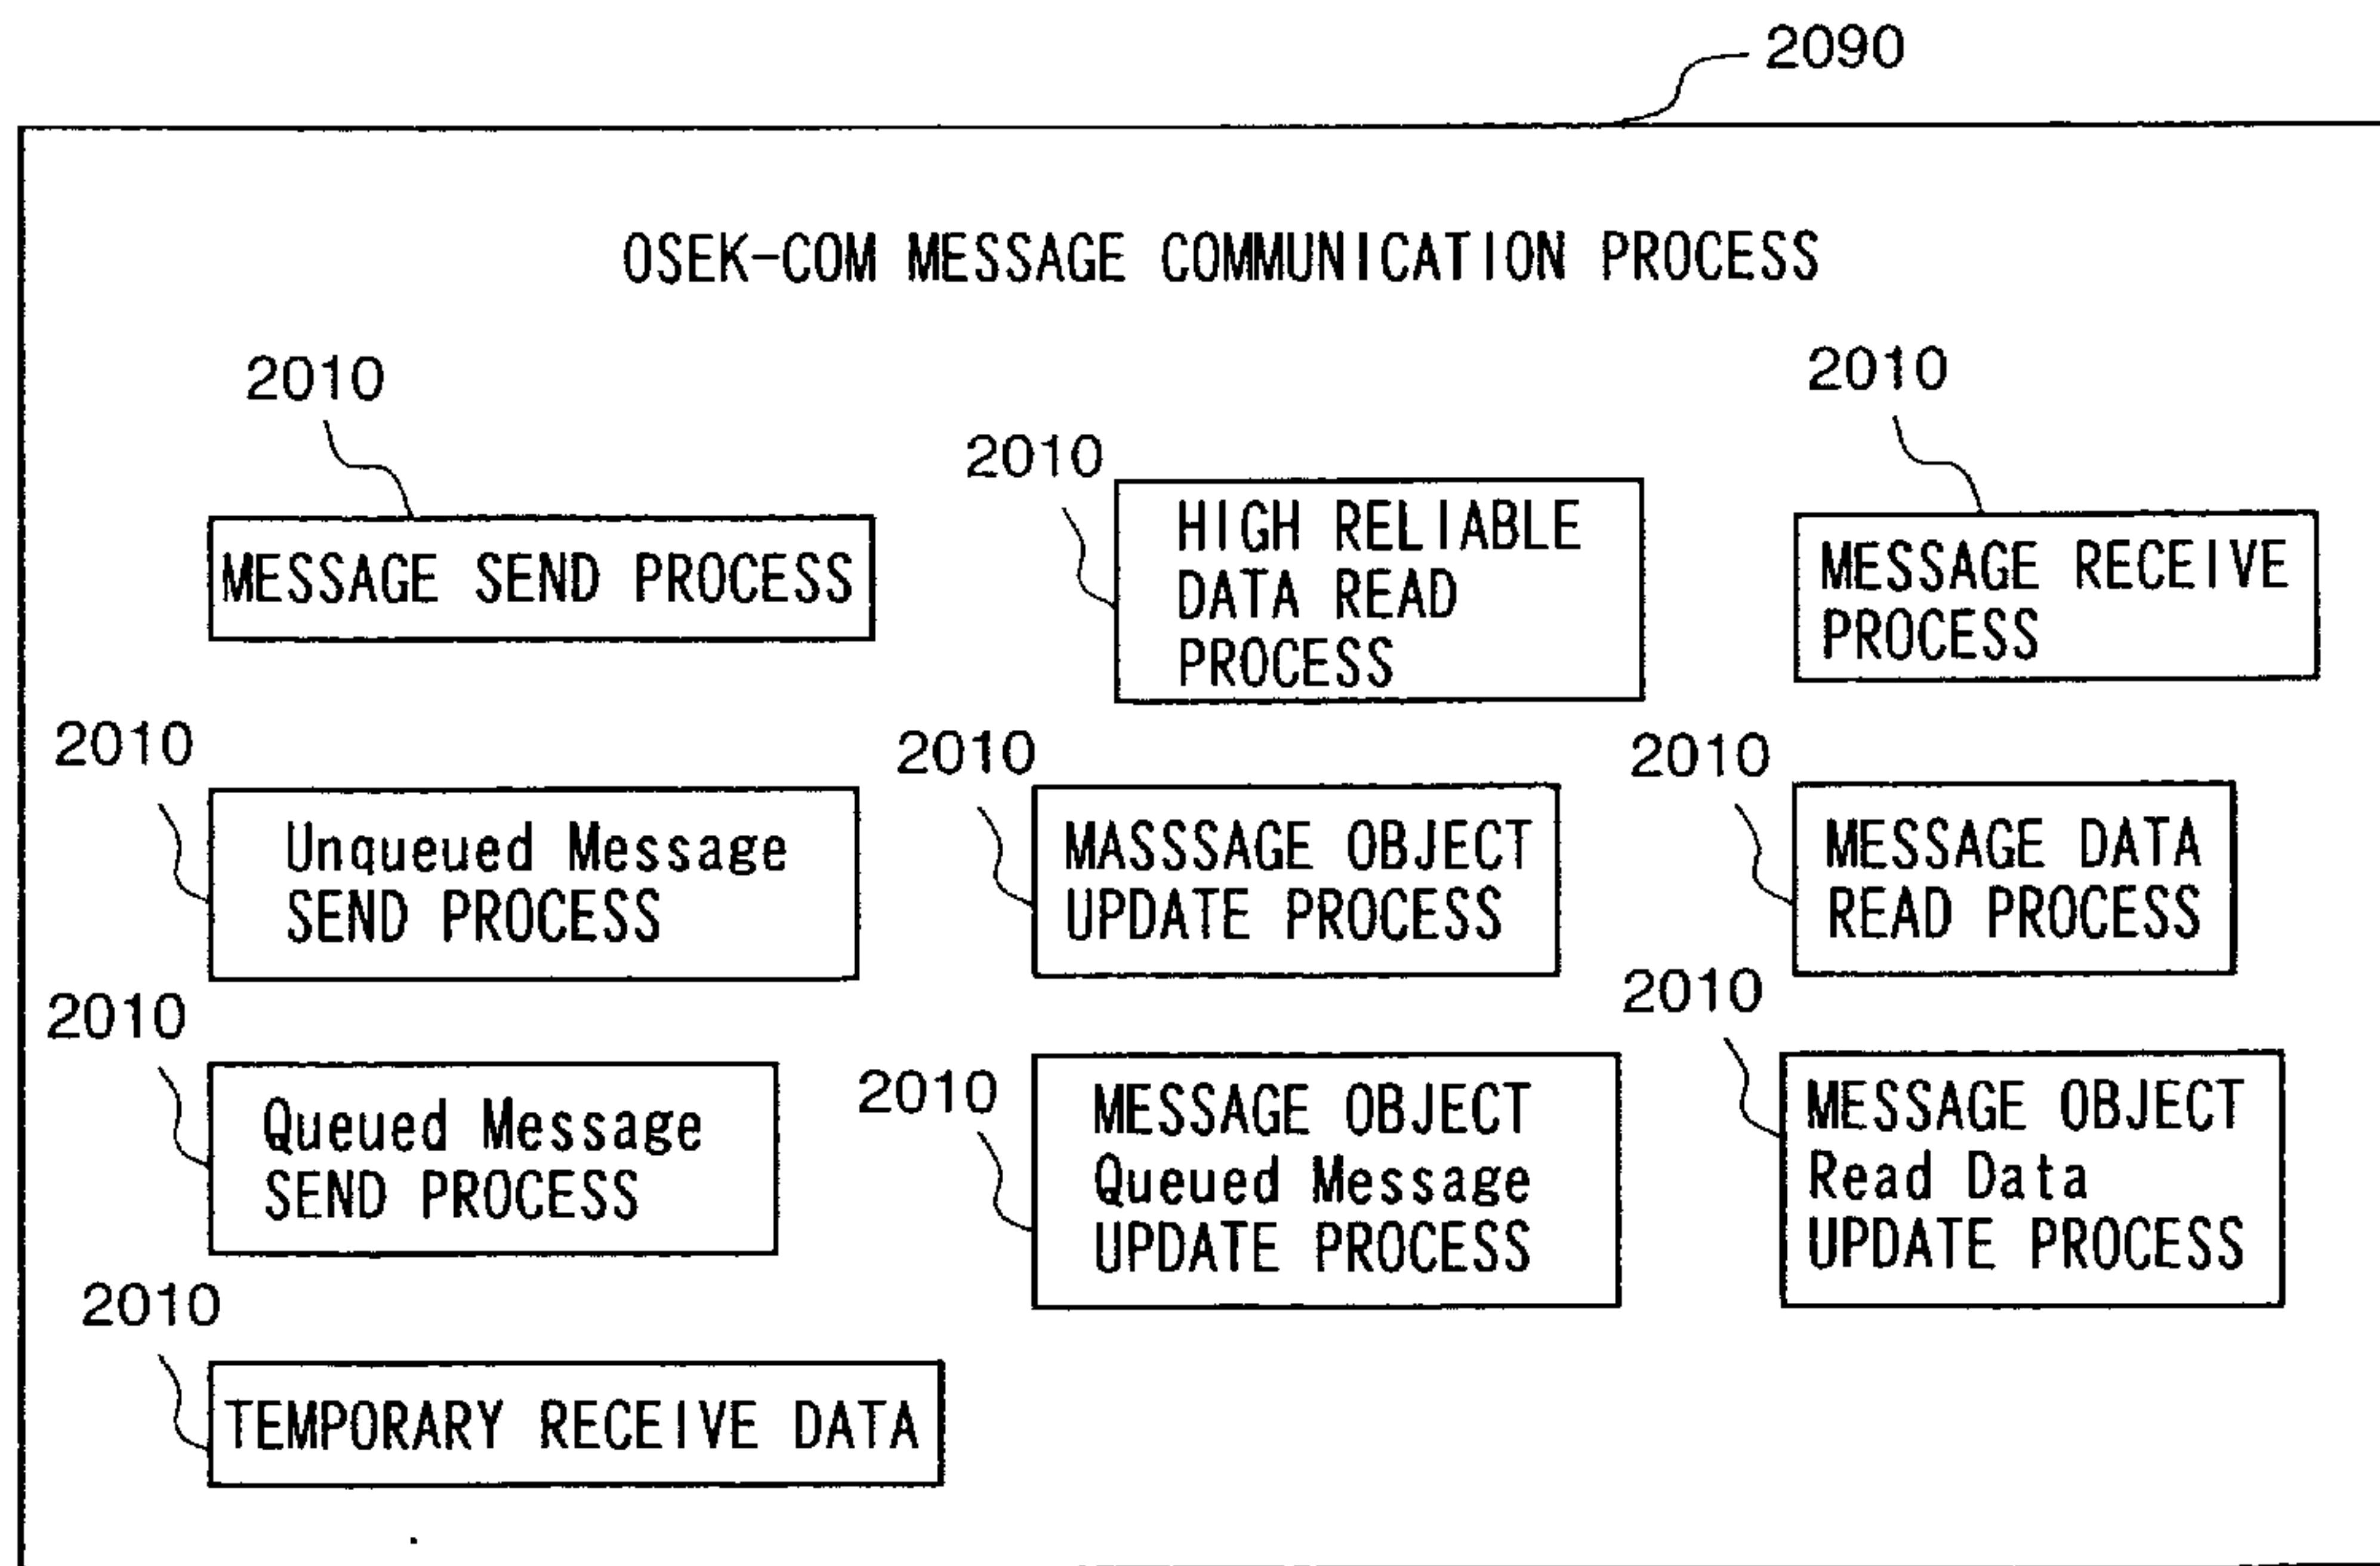 2090
OSEK-COM MESSAGE COMMUNICATION PROCESS
2010
MESSAGE SEND PROCESS
2010
HIGH RELIABLE
DATA READ
PROCESS
2010
MESSAGE RECEIVE
PROCESS
2010
Unqueued Message
SEND PROCESS
2010
MASSSAGE OBJECT
UPDATE PROCESS
2010
MESSAGE DATA
READ PROCESS
2010
Queued Message
SEND PROCESS
2010
MESSAGE OBJECT
Queued Message
UPDATE PROCESS
2010
MESSAGE OBJECT
Read Data
UPDATE PROCESS
2010
TEMPORARY RECEIVE DATA